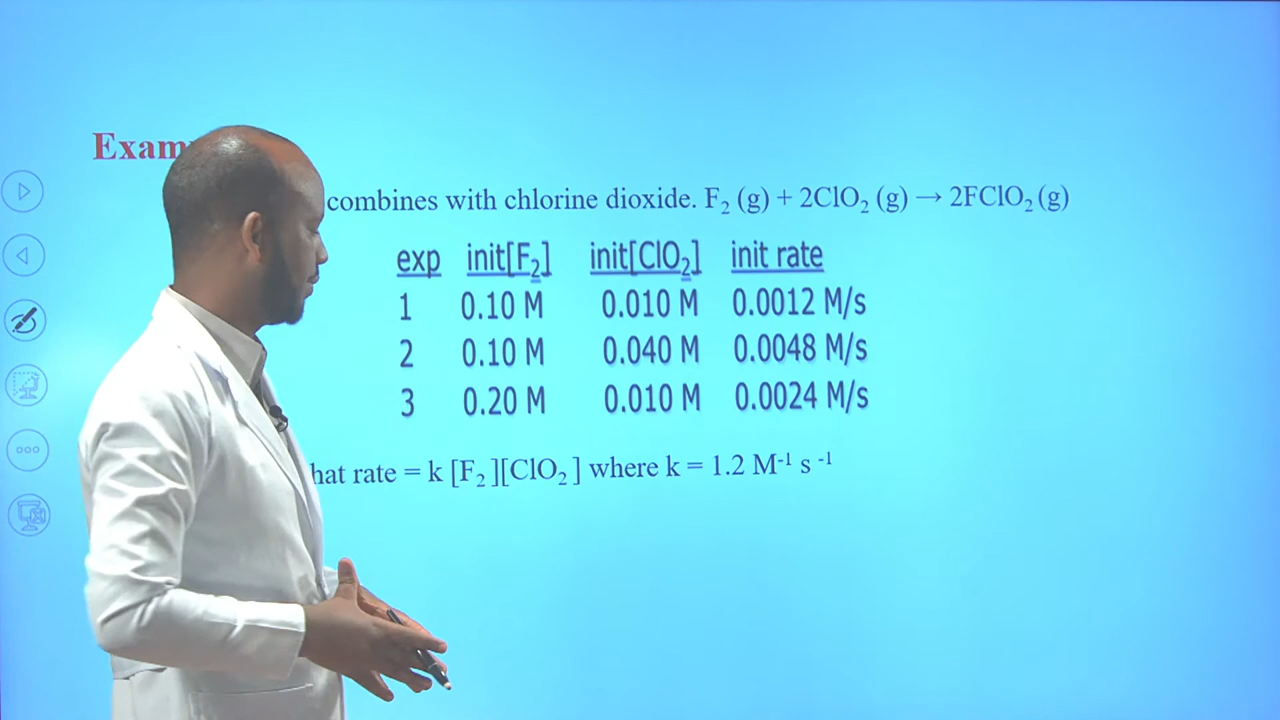 Exam
combines with chlorine dioxide. F₂ (g) + 2ClO₂ (g) → 2FClO₂ (g)
exp init[F₂] init[ClO₂] init rate
1 0.10 M 0.010 M 0.0012 M/s
2 0.10 M 0.040 M 0.0048 M/s
3 0.20 M 0.010 M 0.0024 M/s
hat rate = k [F₂][ClO₂] where k = 1.2 M⁻¹ s ⁻¹